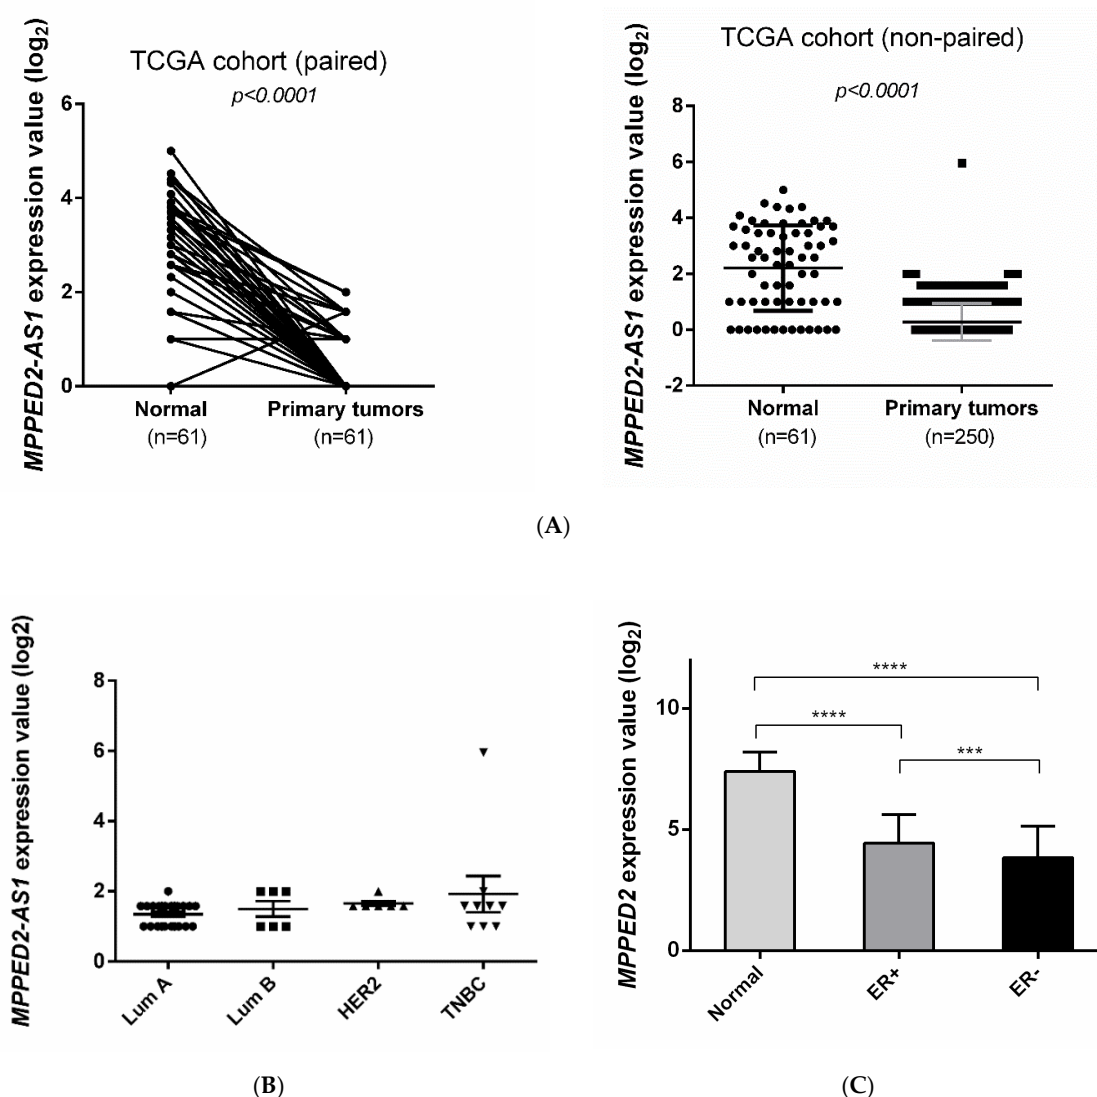 TCGA cohort (paired)
p<0.0001
MPPED2-AS1 expression value (log2)
6
4
2
0
Normal
Primary tumors
(n=61)
(n=61)
TCGA cohort (non-paired)
p<0.0001
MPPED2-AS1 expression value (log2)
8
6
4
2
0
-2
Normal
Primary tumors
(n=61)
(n=250)
(A)
MPPED2-AS1 expression value (log2)
8
6
4
2
0
Lum A
Lum B
HER2
TNBC
(B)
MPPED2 expression value (log2)
10
5
0
****
****
***
Normal
ER+
ER-
(C)